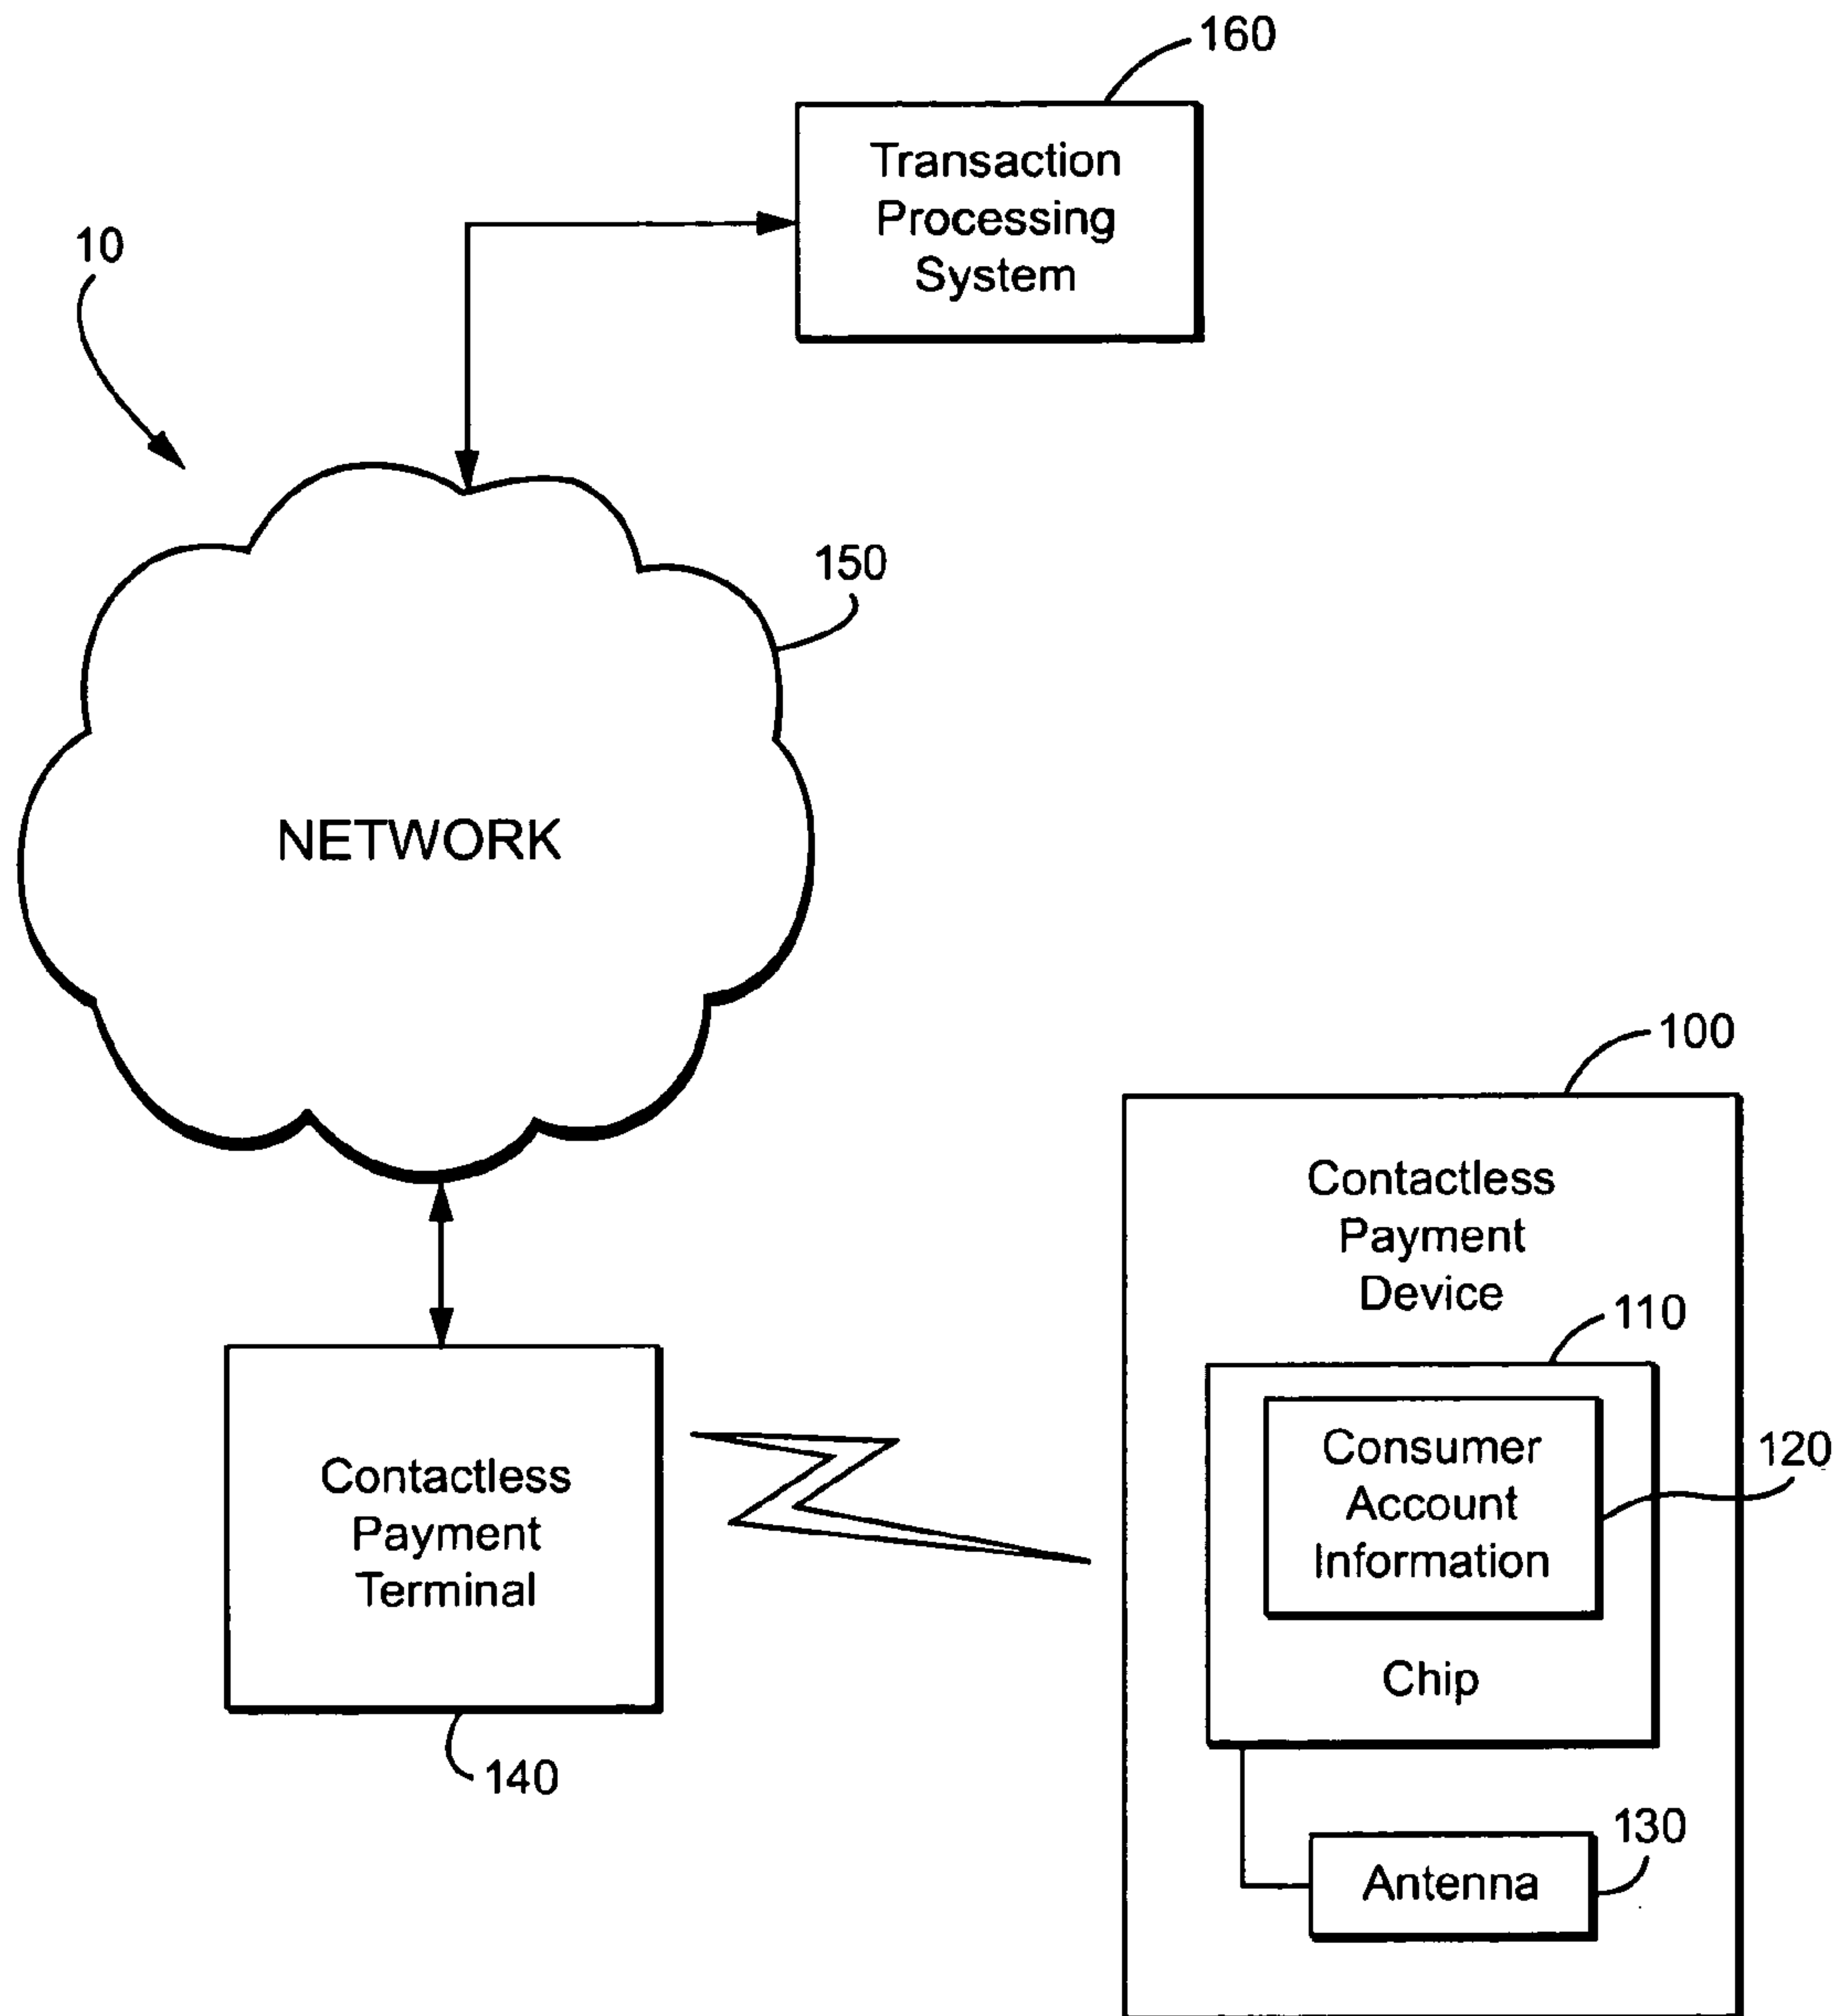 160
Transaction
Processing
System
10
150
NETWORK
100
Contactless
Payment
Device
110
Consumer
Account
Information
120
Chip
Contactless
Payment
Terminal
140
130
Antenna